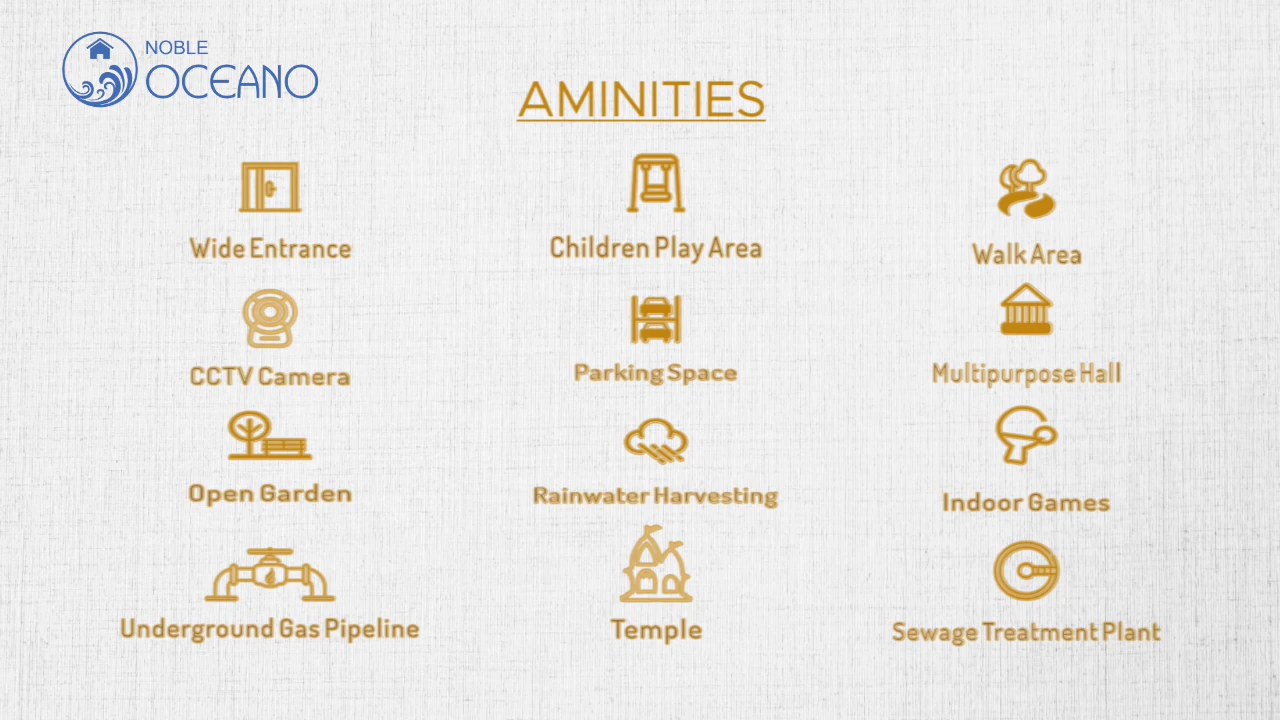 NOBLE
OCEANO
AMINITIES
Wide Entrance
Children Play Area
Walk Area
CCTV Camera
Parking Space
Multipurpose Hall
Open Garden
Rainwater Harvesting
Indoor Games
Underground Gas Pipeline
Temple
Sewage Treatment Plant